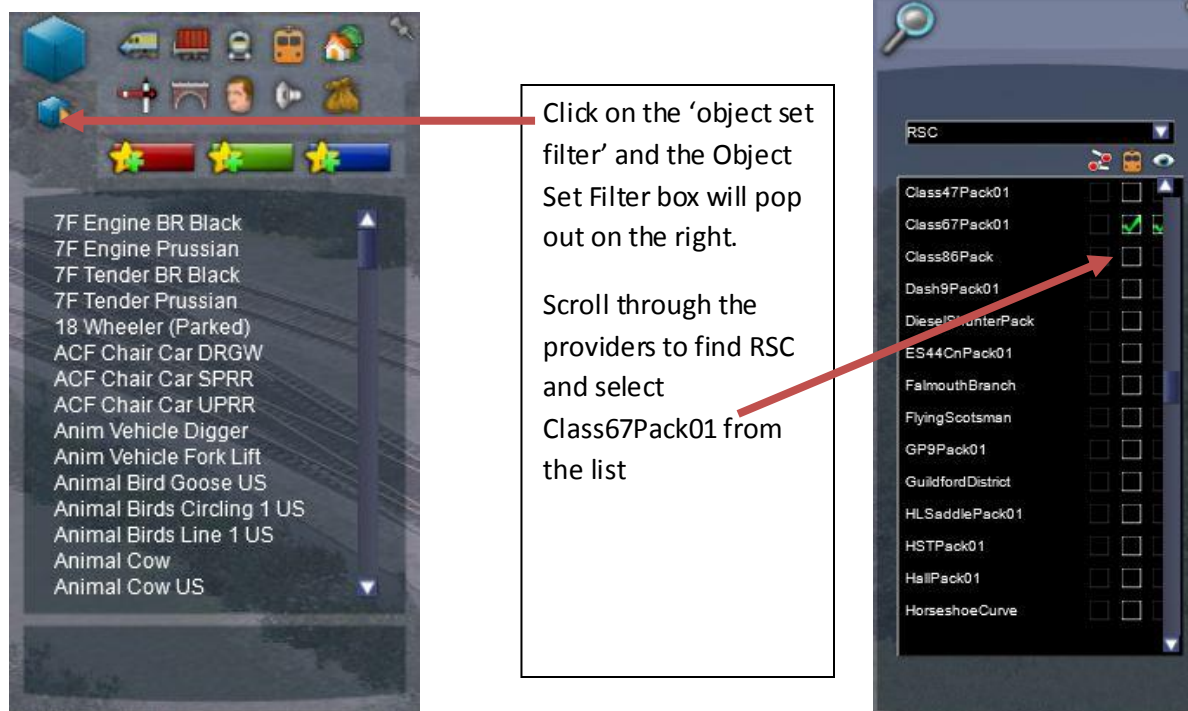 7F Engine BR Black
7F Engine Prussian
7F Tender BR Black
7F Tender Prussian
18 Wheeler (Parked)
ACF Chair Car DRGW
ACF Chair Car SPRR
ACF Chair Car UPRR
Anim Vehicle Digger
Anim Vehicle Fork Lift
Animal Bird Goose US
Animal Birds Circling 1 US
Animal Birds Line 1 US
Animal Cow
Animal Cow US
Click on the ‘object set
filter’ and the Object
Set Filter box will pop
out on the right.
Scroll through the
providers to find RSC
and select
Class67Pack01 from
the list
RSC
Class47Pack01
Class67Pack01
Class86Pack
Dash9Pack01
DieselShunterPack
ES44CnPack01
FalmouthBranch
FlyingScotsman
GP9Pack01
GuildfordDistrict
HLSaddlePack01
HSTPack01
HallPack01
HorseshoeCurve